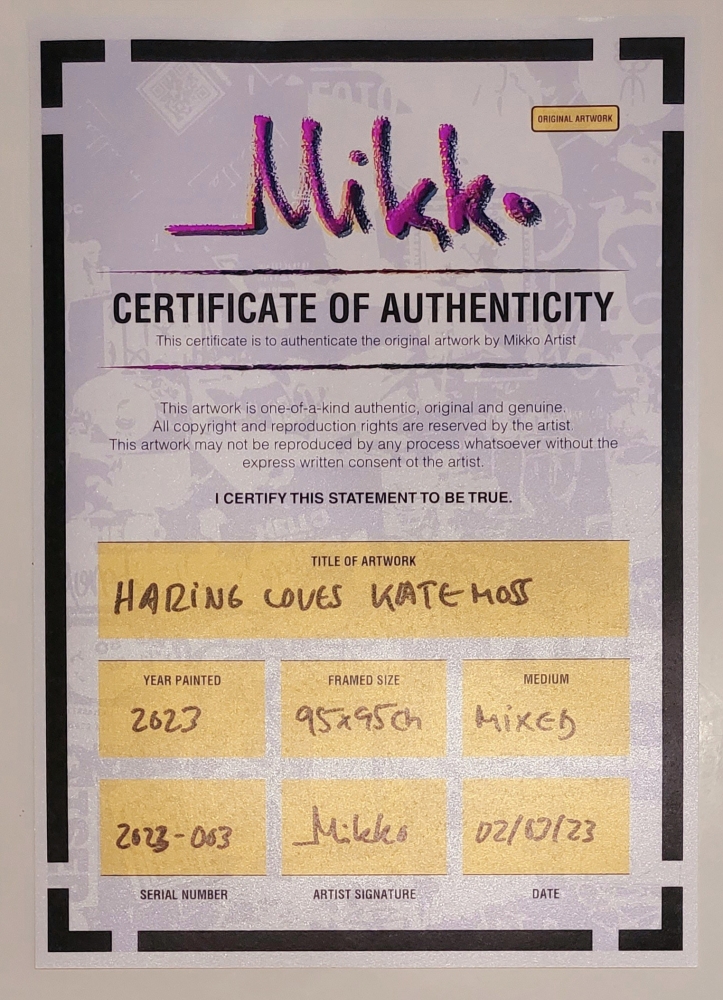 ORIGINAL ARTWORK
Mikko
CERTIFICATE OF AUTHENTICITY
This certificate is to authenticate the original artwork by Mikko Artist
This artwork is one-of-a-kind authentic, original and genuine.
All copyright and reproduction rights are reserved by the artist.
This artwork may not be reproduced by any process whatsoever without the
express written consent ot the artist.
I CERTIFY THIS STATEMENT TO BE TRUE.
TITLE OF ARTWORK
HARING LOVES KATE MOSS
YEAR PAINTED FRAMED SIZE MEDIUM
2023 95x95cm MIXED
2023-003 Mikko
SERIAL NUMBER ARTIST SIGNATURE DATE